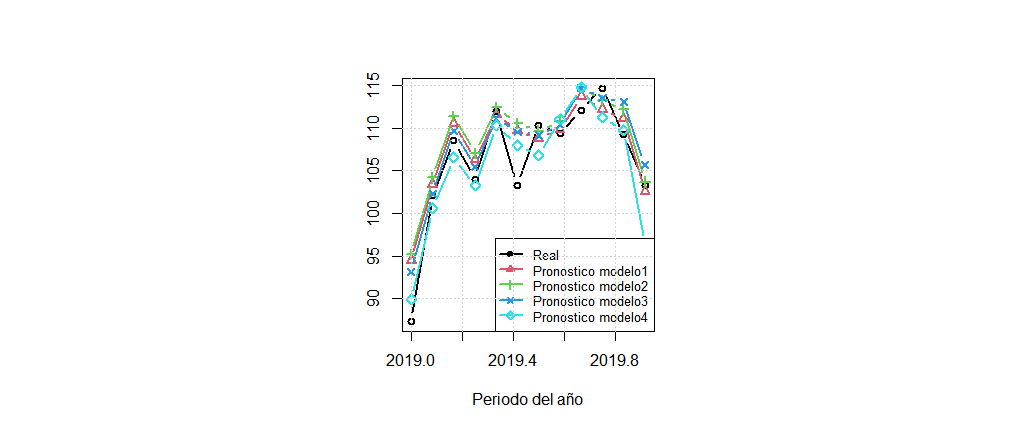 115
110
105
100
95
90
Real
Pronostico modelo1
Pronostico modelo2
Pronostico modelo3
Pronostico modelo4
2019.0 2019.4 2019.8
Periodo del año